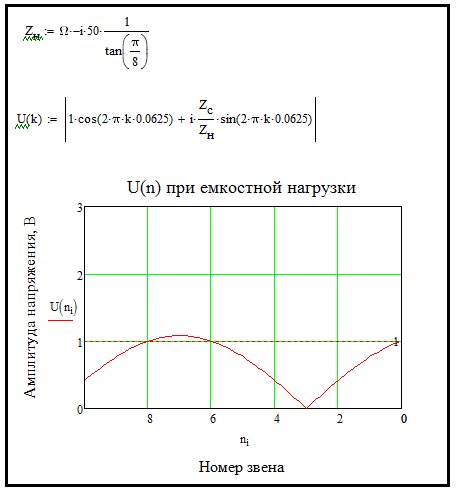 Zн := Ω·−i·50· 1 / tan(π/8)
U(k) := |1·cos(2·π·k·0.0625) + i· Zc / Zн ·sin(2·π·k·0.0625)|
U(n) при емкостной нагрузки
Амплитуда напряжения, В
3
2
U(ni)
1
1
0
8 6 4 2 0
ni
Номер звена